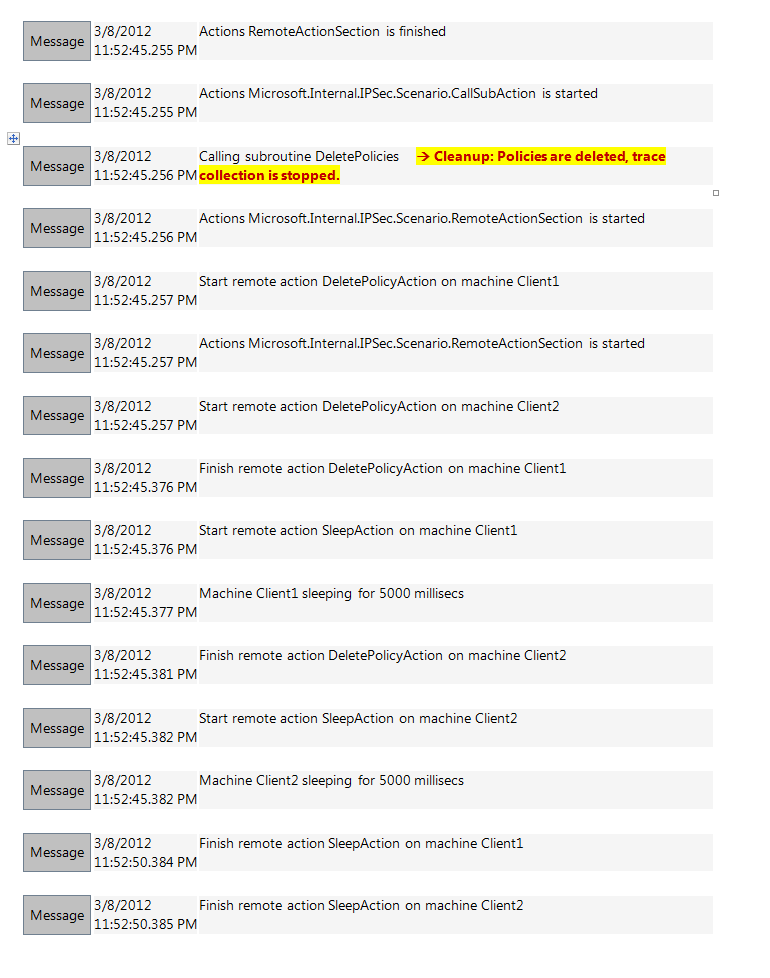 Message 3/8/2012 Actions RemoteActionSection is finished
11:52:45.255 PM
Message 3/8/2012 Actions Microsoft.Internal.IPSec.Scenario.CallSubAction is started
11:52:45.255 PM
Message 3/8/2012 Calling subroutine DeletePolicies → Cleanup: Policies are deleted, trace
11:52:45.256 PM collection is stopped.
Message 3/8/2012 Actions Microsoft.Internal.IPSec.Scenario.RemoteActionSection is started
11:52:45.256 PM
Message 3/8/2012 Start remote action DeletePolicyAction on machine Client1
11:52:45.257 PM
Message 3/8/2012 Actions Microsoft.Internal.IPSec.Scenario.RemoteActionSection is started
11:52:45.257 PM
Message 3/8/2012 Start remote action DeletePolicyAction on machine Client2
11:52:45.257 PM
Message 3/8/2012 Finish remote action DeletePolicyAction on machine Client1
11:52:45.376 PM
Message 3/8/2012 Start remote action SleepAction on machine Client1
11:52:45.376 PM
Message 3/8/2012 Machine Client1 sleeping for 5000 millisecs
11:52:45.377 PM
Message 3/8/2012 Finish remote action DeletePolicyAction on machine Client2
11:52:45.381 PM
Message 3/8/2012 Start remote action SleepAction on machine Client2
11:52:45.382 PM
Message 3/8/2012 Machine Client2 sleeping for 5000 millisecs
11:52:45.382 PM
Message 3/8/2012 Finish remote action SleepAction on machine Client1
11:52:50.384 PM
Message 3/8/2012 Finish remote action SleepAction on machine Client2
11:52:50.385 PM